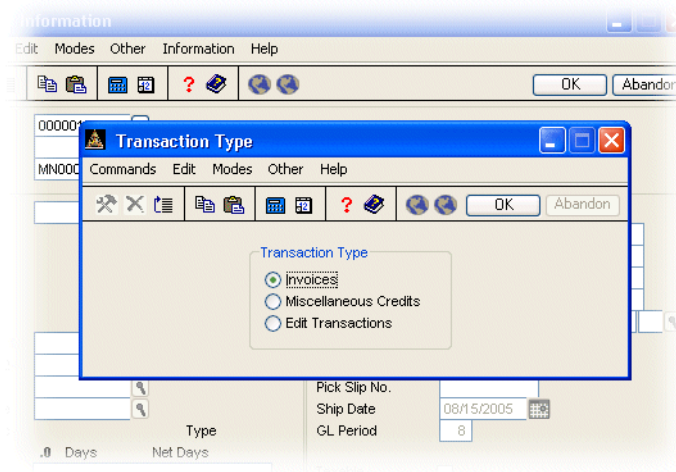 Information
Edit Modes Other Information Help
OK Abandon
000001
Transaction Type
MN000
Commands Edit Modes Other Help
OK Abandon
Transaction Type
Invoices
Miscellaneous Credits
Edit Transactions
Pick Slip No.
Ship Date 08/15/2005
Type GL Period 8
.0 Days Net Days